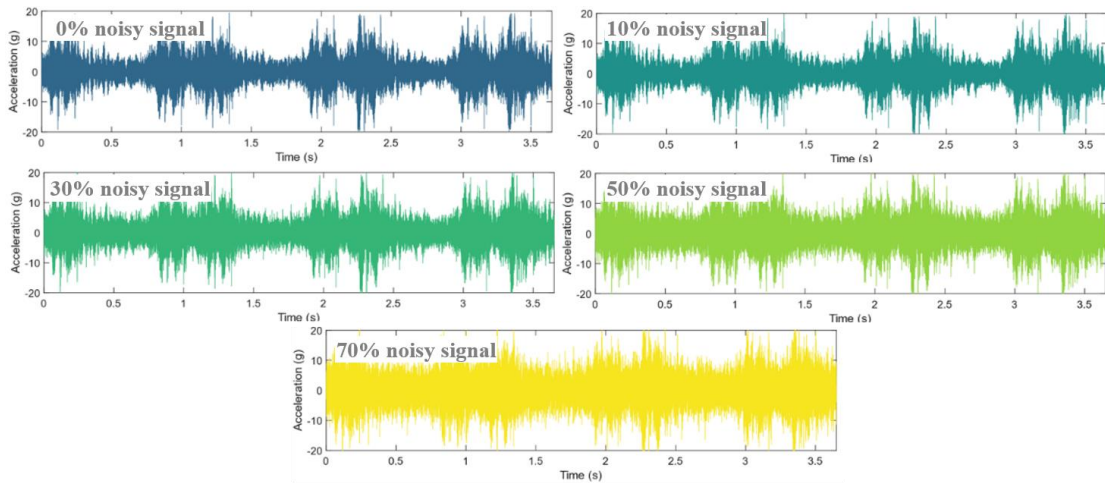 0% noisy signal
Acceleration (g)
20
10
0
-10
-20
0 0.5 1 1.5 2 2.5 3 3.5
Time (s)
10% noisy signal
Acceleration (g)
20
10
0
-10
-20
0 0.5 1 1.5 2 2.5 3 3.5
Time (s)
30% noisy signal
Acceleration (g)
20
10
0
-10
-20
0 0.5 1 1.5 2 2.5 3 3.5
Time (s)
50% noisy signal
Acceleration (g)
20
10
0
-10
-20
0 0.5 1 1.5 2 2.5 3 3.5
Time (s)
70% noisy signal
Acceleration (g)
20
10
0
-10
-20
0 0.5 1 1.5 2 2.5 3 3.5
Time (s)